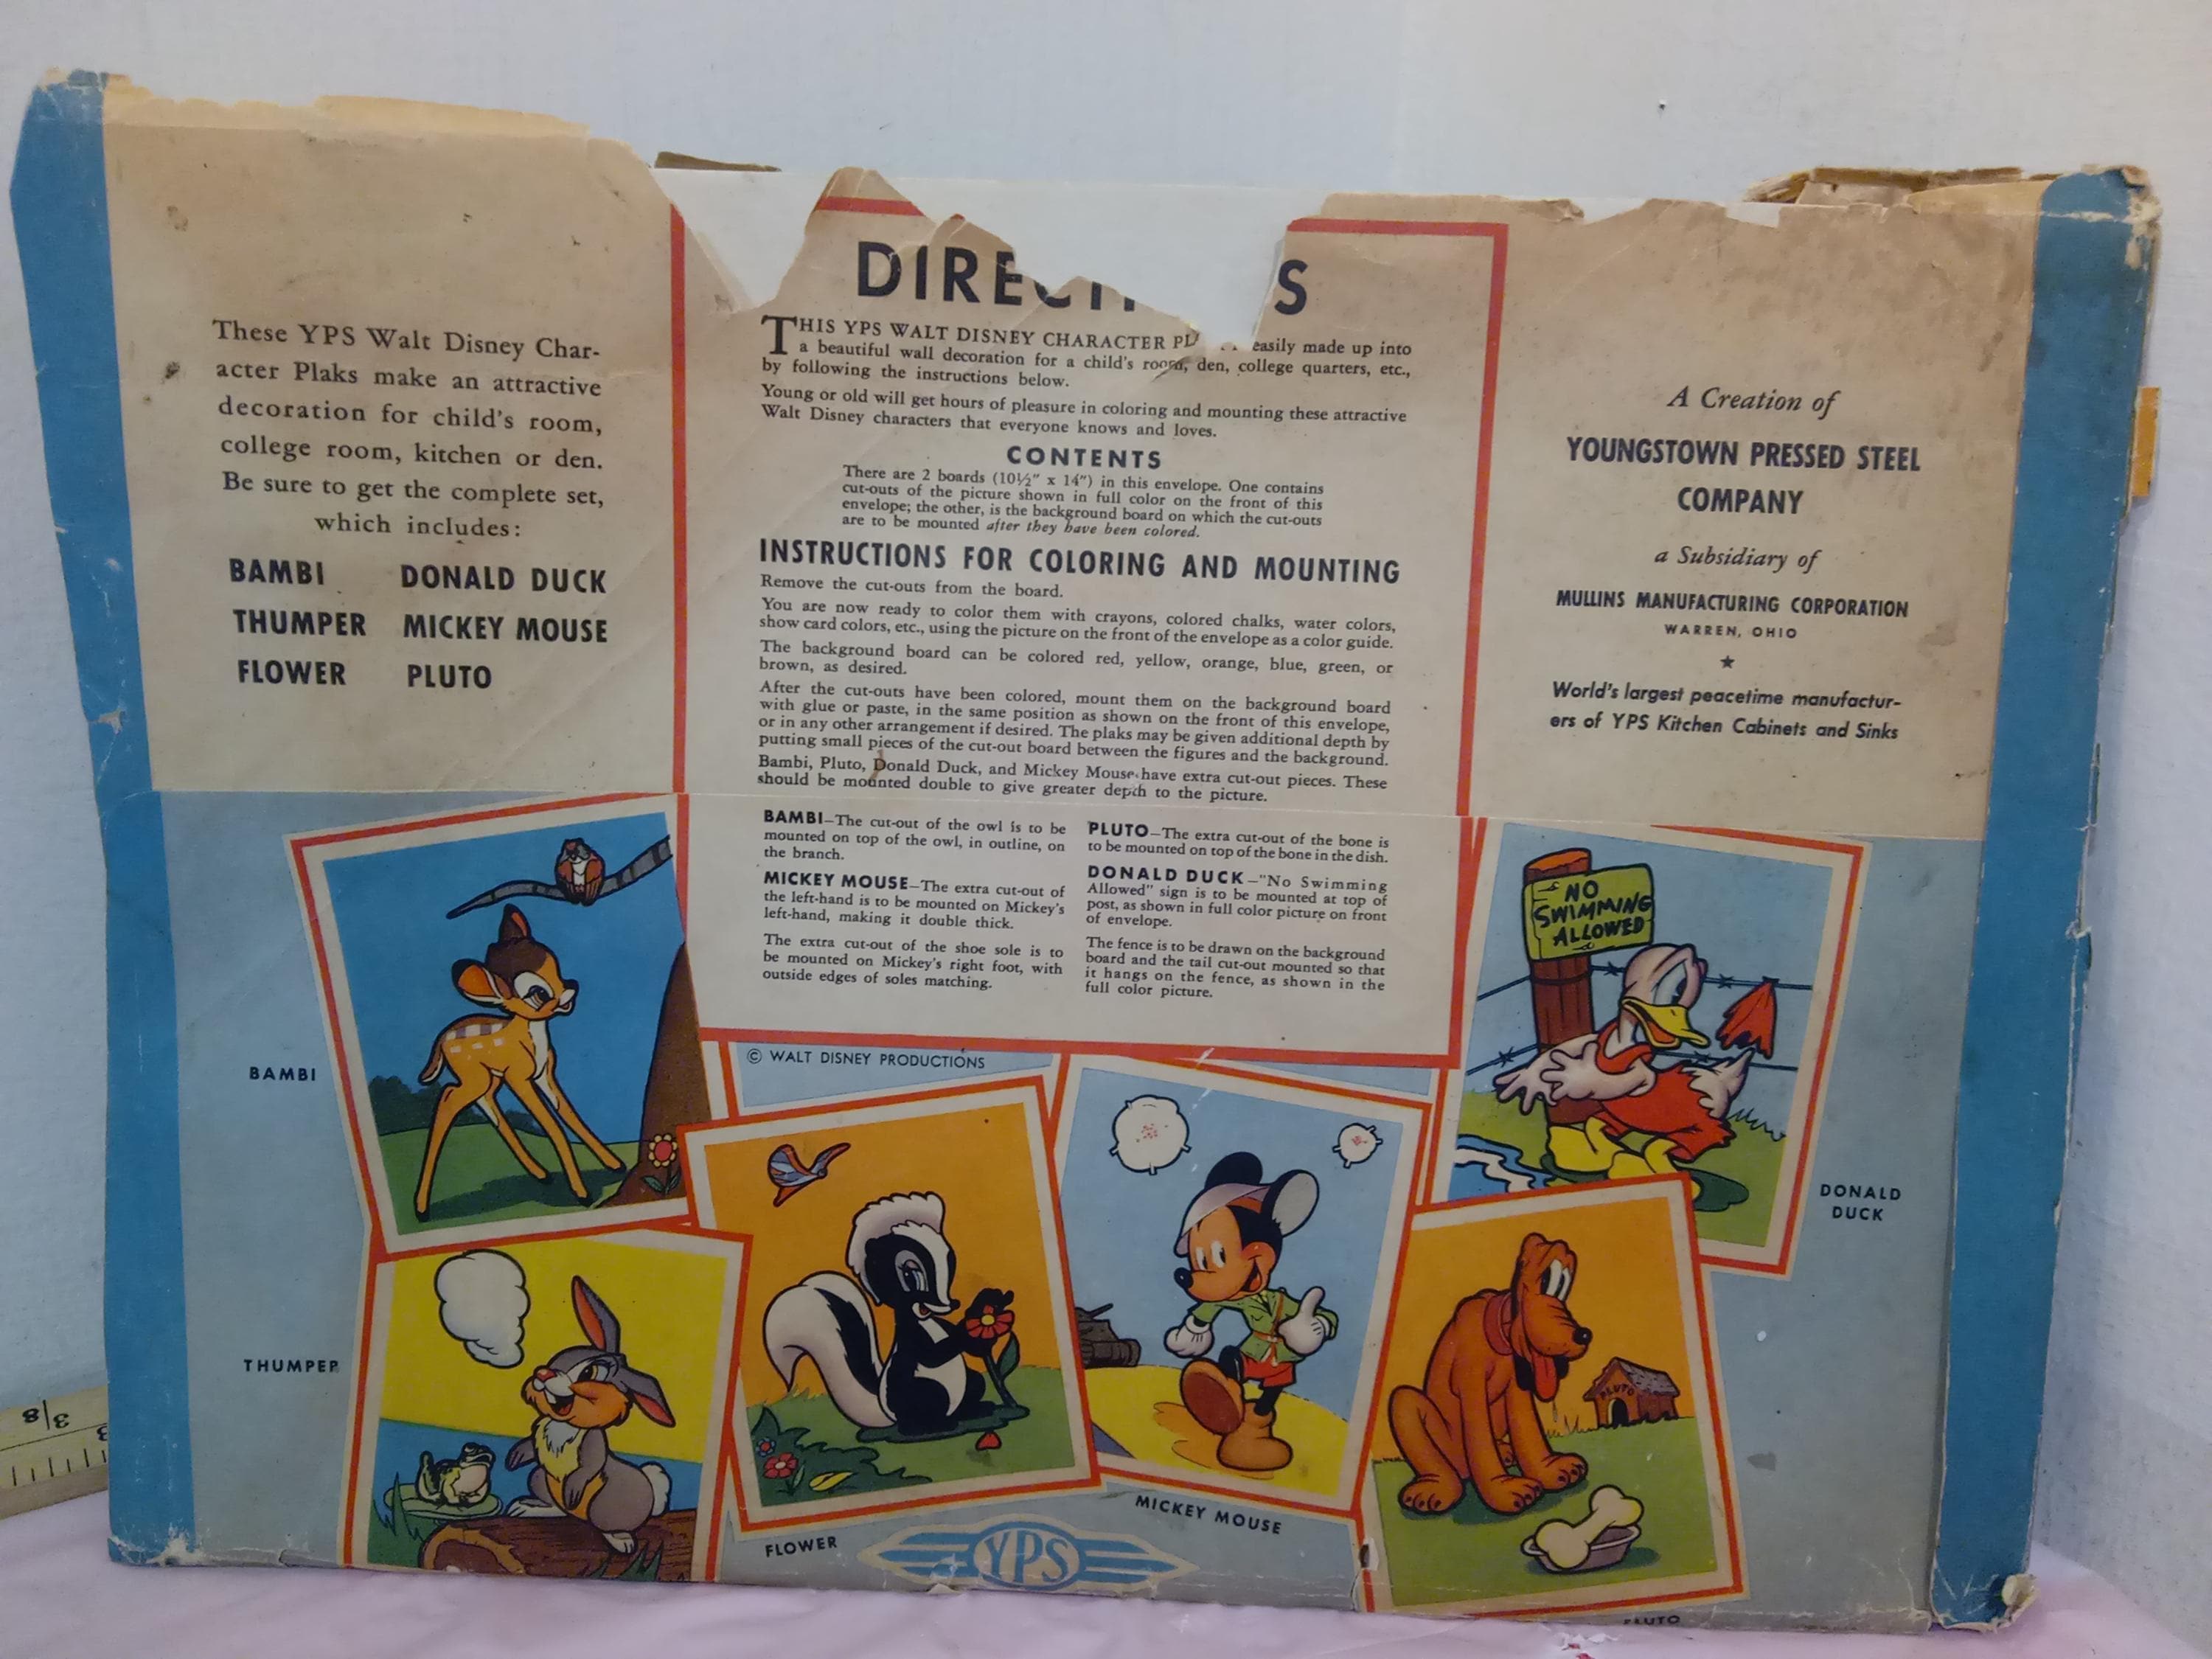 These YPS Walt Disney Char-
acter Plaks make an attractive
decoration for child's room,
college room, kitchen or den.
Be sure to get the complete set,
which includes:
BAMBI DONALD DUCK
THUMPER MICKEY MOUSE
FLOWER PLUTO
DIRECTI S
THIS YPS WALT DISNEY CHARACTER easily made up into
a beautiful wall decoration for a child's room, den, college quarters, etc.,
by following the instructions below.
Young or old will get hours of pleasure in coloring and mounting these attractive
Walt Disney characters that everyone knows and loves.
CONTENTS
There are 2 boards (10½" x 14") in this envelope. One contains
cut-outs of the picture shown in full color on the front of this
envelope; the other, is the background board on which the cut-outs
are to be mounted after they have been colored.
INSTRUCTIONS FOR COLORING AND MOUNTING
Remove the cut-outs from the board.
You are now ready to color them with crayons, colored chalks, water colors,
show card colors, etc., using the picture on the front of the envelope as a color guide.
The background board can be colored red, yellow, orange, blue, green, or
brown, as desired.
After the cut-outs have been colored, mount them on the background board
with glue or paste, in the same position as shown on the front of this envelope,
or in any other arrangement if desired. The plaks may be given additional depth by
putting small pieces of the cut-out board between the figures and the background.
Bambi, Pluto, Donald Duck, and Mickey Mouse have extra cut-out pieces. These
should be mounted double to give greater depth to the picture.
BAMBI—The cut-out of the owl is to be
mounted on top of the owl, in outline, on
the branch.
MICKEY MOUSE—The extra cut-out of
the left-hand is to be mounted on Mickey's
left-hand, making it double thick.
The extra cut-out of the shoe sole is to
be mounted on Mickey's right foot, with
outside edges of soles matching.
PLUTO—The extra cut-out of the bone is
to be mounted on top of the bone in the dish.
DONALD DUCK—"No Swimming
Allowed" sign is to be mounted at top of
post, as shown in full color picture on front
of envelope.
The fence is to be drawn on the background
board and the tail cut-out mounted so that
it hangs on the fence, as shown in the
full color picture.
© WALT DISNEY PRODUCTIONS
A Creation of
YOUNGSTOWN PRESSED STEEL
COMPANY
a Subsidiary of
MULLINS MANUFACTURING CORPORATION
WARREN, OHIO
★
World's largest peacetime manufactur-
ers of YPS Kitchen Cabinets and Sinks
NO
SWIMMING
ALLOWED
BAMBI
DONALD
DUCK
THUMPER
PLUTO
MICKEY MOUSE
FLOWER
YPS
PLUTO
8 3
3